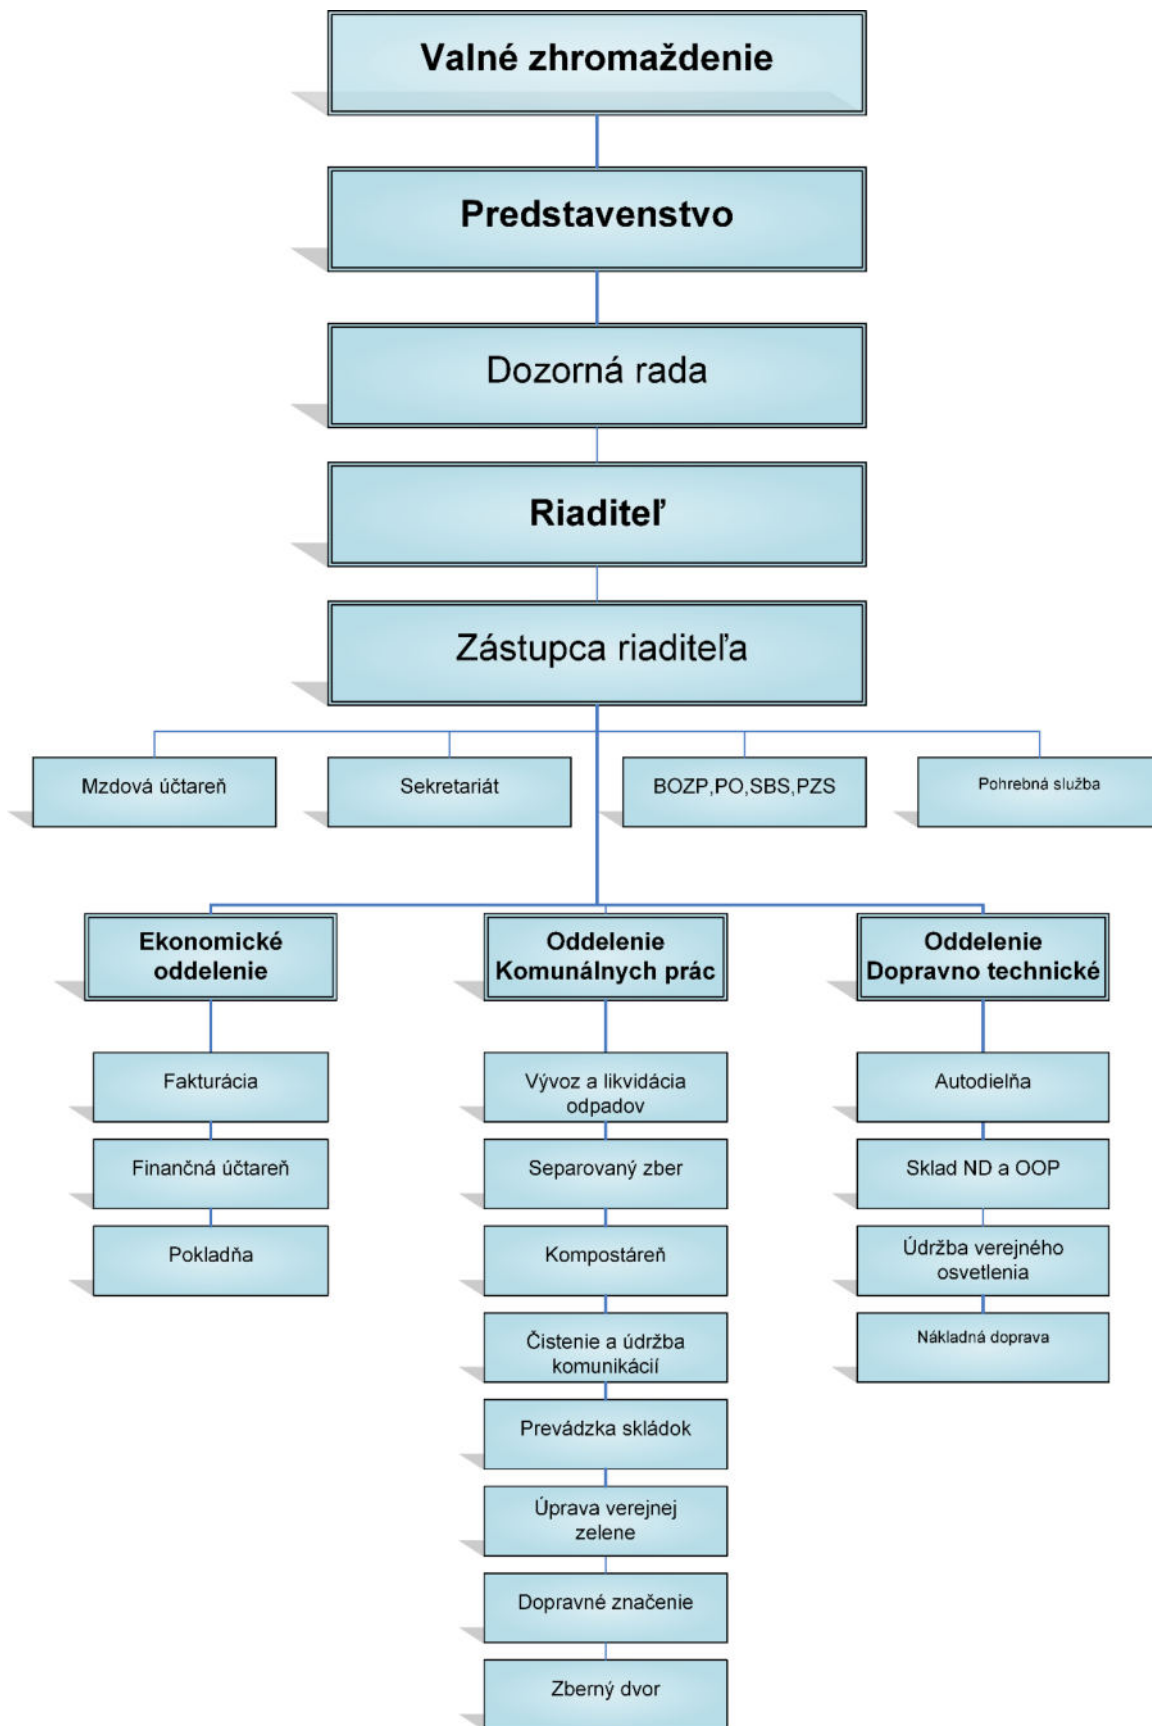 Valné zhromaždenie
Predstavenstvo
Dozorná rada
Riaditeľ
Zástupca riaditeľa
Mzdová účtareň
Sekretariát
BOZP,PO,SBS,PZS
Pohrebná služba
Ekonomické
oddelenie
Oddelenie
Komunálnych prác
Oddelenie
Dopravno technické
Fakturácia
Finančná účtareň
Pokladňa
Vývoz a likvidácia
odpadov
Separovaný zber
Kompostáreň
Čistenie a údržba
komunikácií
Prevádzka skládok
Úprava verejnej
zelene
Dopravné značenie
Zberný dvor
Autodielňa
Sklad ND a OOP
Údržba verejného
osvetlenia
Nákladná doprava